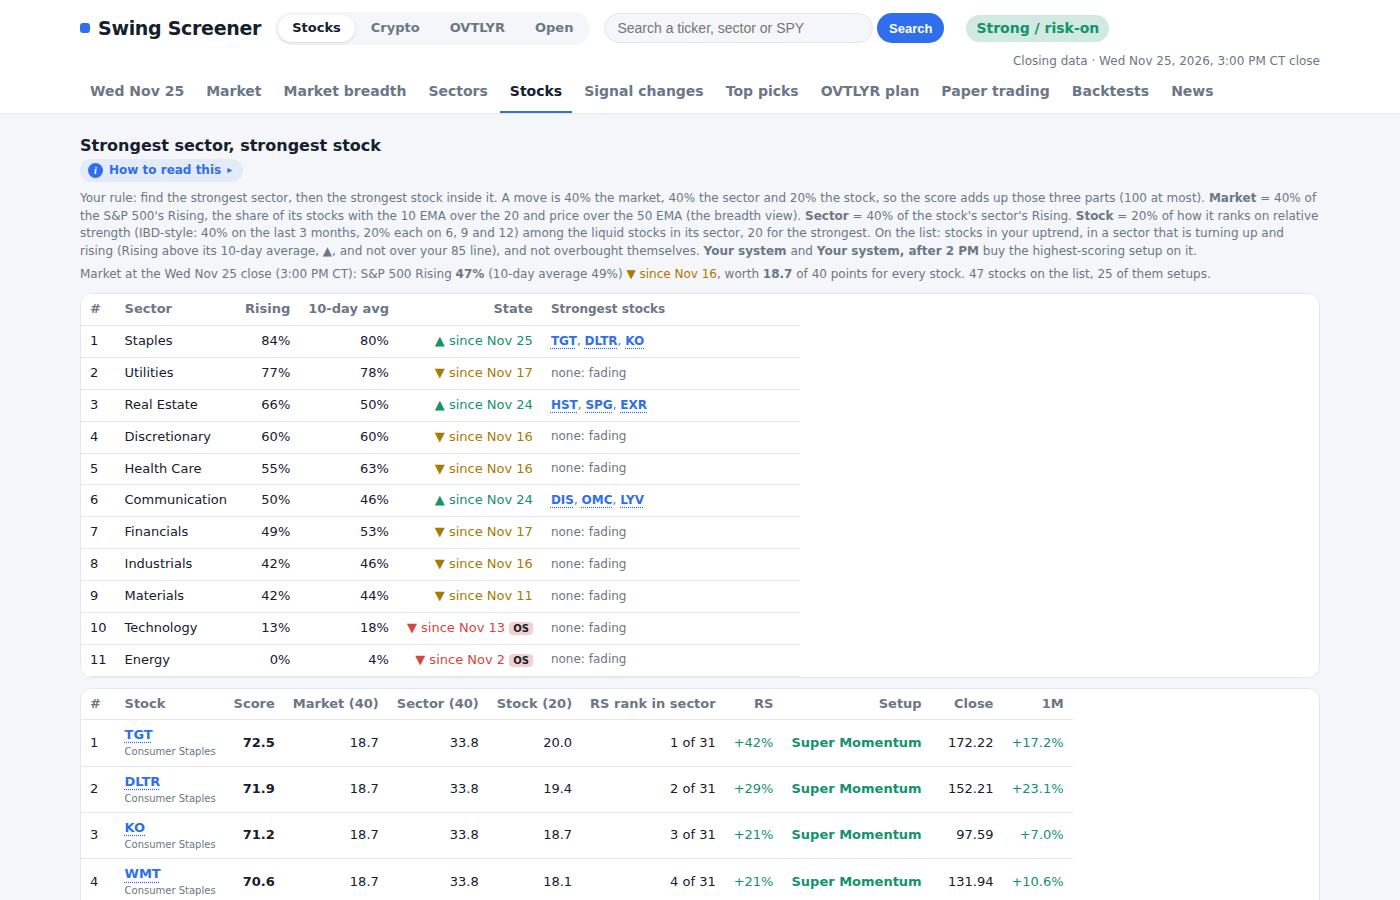 Swing Screener Stocks Crypto OVTLYR Open Search a ticker, sector or SPY Search Strong / risk-on
Closing data · Wed Nov 25, 2026, 3:00 PM CT close
Wed Nov 25 Market Market breadth Sectors Stocks Signal changes Top picks OVTLYR plan Paper trading Backtests News
Strongest sector, strongest stock
i How to read this ▸
Your rule: find the strongest sector, then the strongest stock inside it. A move is 40% the market, 40% the sector and 20% the stock, so the score adds up those three parts (100 at most). Market = 40% of
the S&P 500's Rising, the share of its stocks with the 10 EMA over the 20 and price over the 50 EMA (the breadth view). Sector = 40% of the stock's sector's Rising. Stock = 20% of how it ranks on relative
strength (IBD-style: 40% on the last 3 months, 20% each on 6, 9 and 12) among the liquid stocks in its sector, 20 for the strongest. On the list: stocks in your uptrend, in a sector that is turning up and
rising (Rising above its 10-day average, ▲, and not over your 85 line), and not overbought themselves. Your system and Your system, after 2 PM buy the highest-scoring setup on it.
Market at the Wed Nov 25 close (3:00 PM CT): S&P 500 Rising 47% (10-day average 49%) ▼ since Nov 16, worth 18.7 of 40 points for every stock. 47 stocks on the list, 25 of them setups.
# Sector Rising 10-day avg State Strongest stocks
1 Staples 84% 80% ▲ since Nov 25 TGT, DLTR, KO
2 Utilities 77% 78% ▼ since Nov 17 none: fading
3 Real Estate 66% 50% ▲ since Nov 24 HST, SPG, EXR
4 Discretionary 60% 60% ▼ since Nov 16 none: fading
5 Health Care 55% 63% ▼ since Nov 16 none: fading
6 Communication 50% 46% ▲ since Nov 24 DIS, OMC, LYV
7 Financials 49% 53% ▼ since Nov 17 none: fading
8 Industrials 42% 46% ▼ since Nov 16 none: fading
9 Materials 42% 44% ▼ since Nov 11 none: fading
10 Technology 13% 18% ▼ since Nov 13 OS none: fading
11 Energy 0% 4% ▼ since Nov 2 OS none: fading
# Stock Score Market (40) Sector (40) Stock (20) RS rank in sector RS Setup Close 1M
1 TGT 72.5 18.7 33.8 20.0 1 of 31 +42% Super Momentum 172.22 +17.2%
Consumer Staples
2 DLTR 71.9 18.7 33.8 19.4 2 of 31 +29% Super Momentum 152.21 +23.1%
Consumer Staples
3 KO 71.2 18.7 33.8 18.7 3 of 31 +21% Super Momentum 97.59 +7.0%
Consumer Staples
4 WMT 70.6 18.7 33.8 18.1 4 of 31 +21% Super Momentum 131.94 +10.6%
Consumer Staples